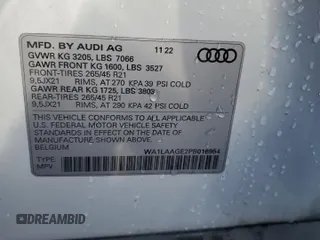 MFD. BY AUDI AG 11 22
GVWR KG 3205, LBS 7066
GAWR FRONT KG 1600, LBS 3527
FRONT-TIRES 265/45 R21
9,5JX21 RIMS, AT 270 KPA 39 PSI COLD
GAWR REAR KG 1725, LBS 3803
REAR-TIRES 265/45 R21
9,5JX21 RIMS, AT 290 KPA 42 PSI COLD
THIS VEHICLE CONFORMS TO ALL APPLICABLE
U.S. FEDERAL MOTOR VEHICLE SAFETY
STANDARDS IN EFFECT ON THE DATE
OF MANUFACTURE SHOWN ABOVE
BELGIUM
TYPE:
MPV
DREAMBID